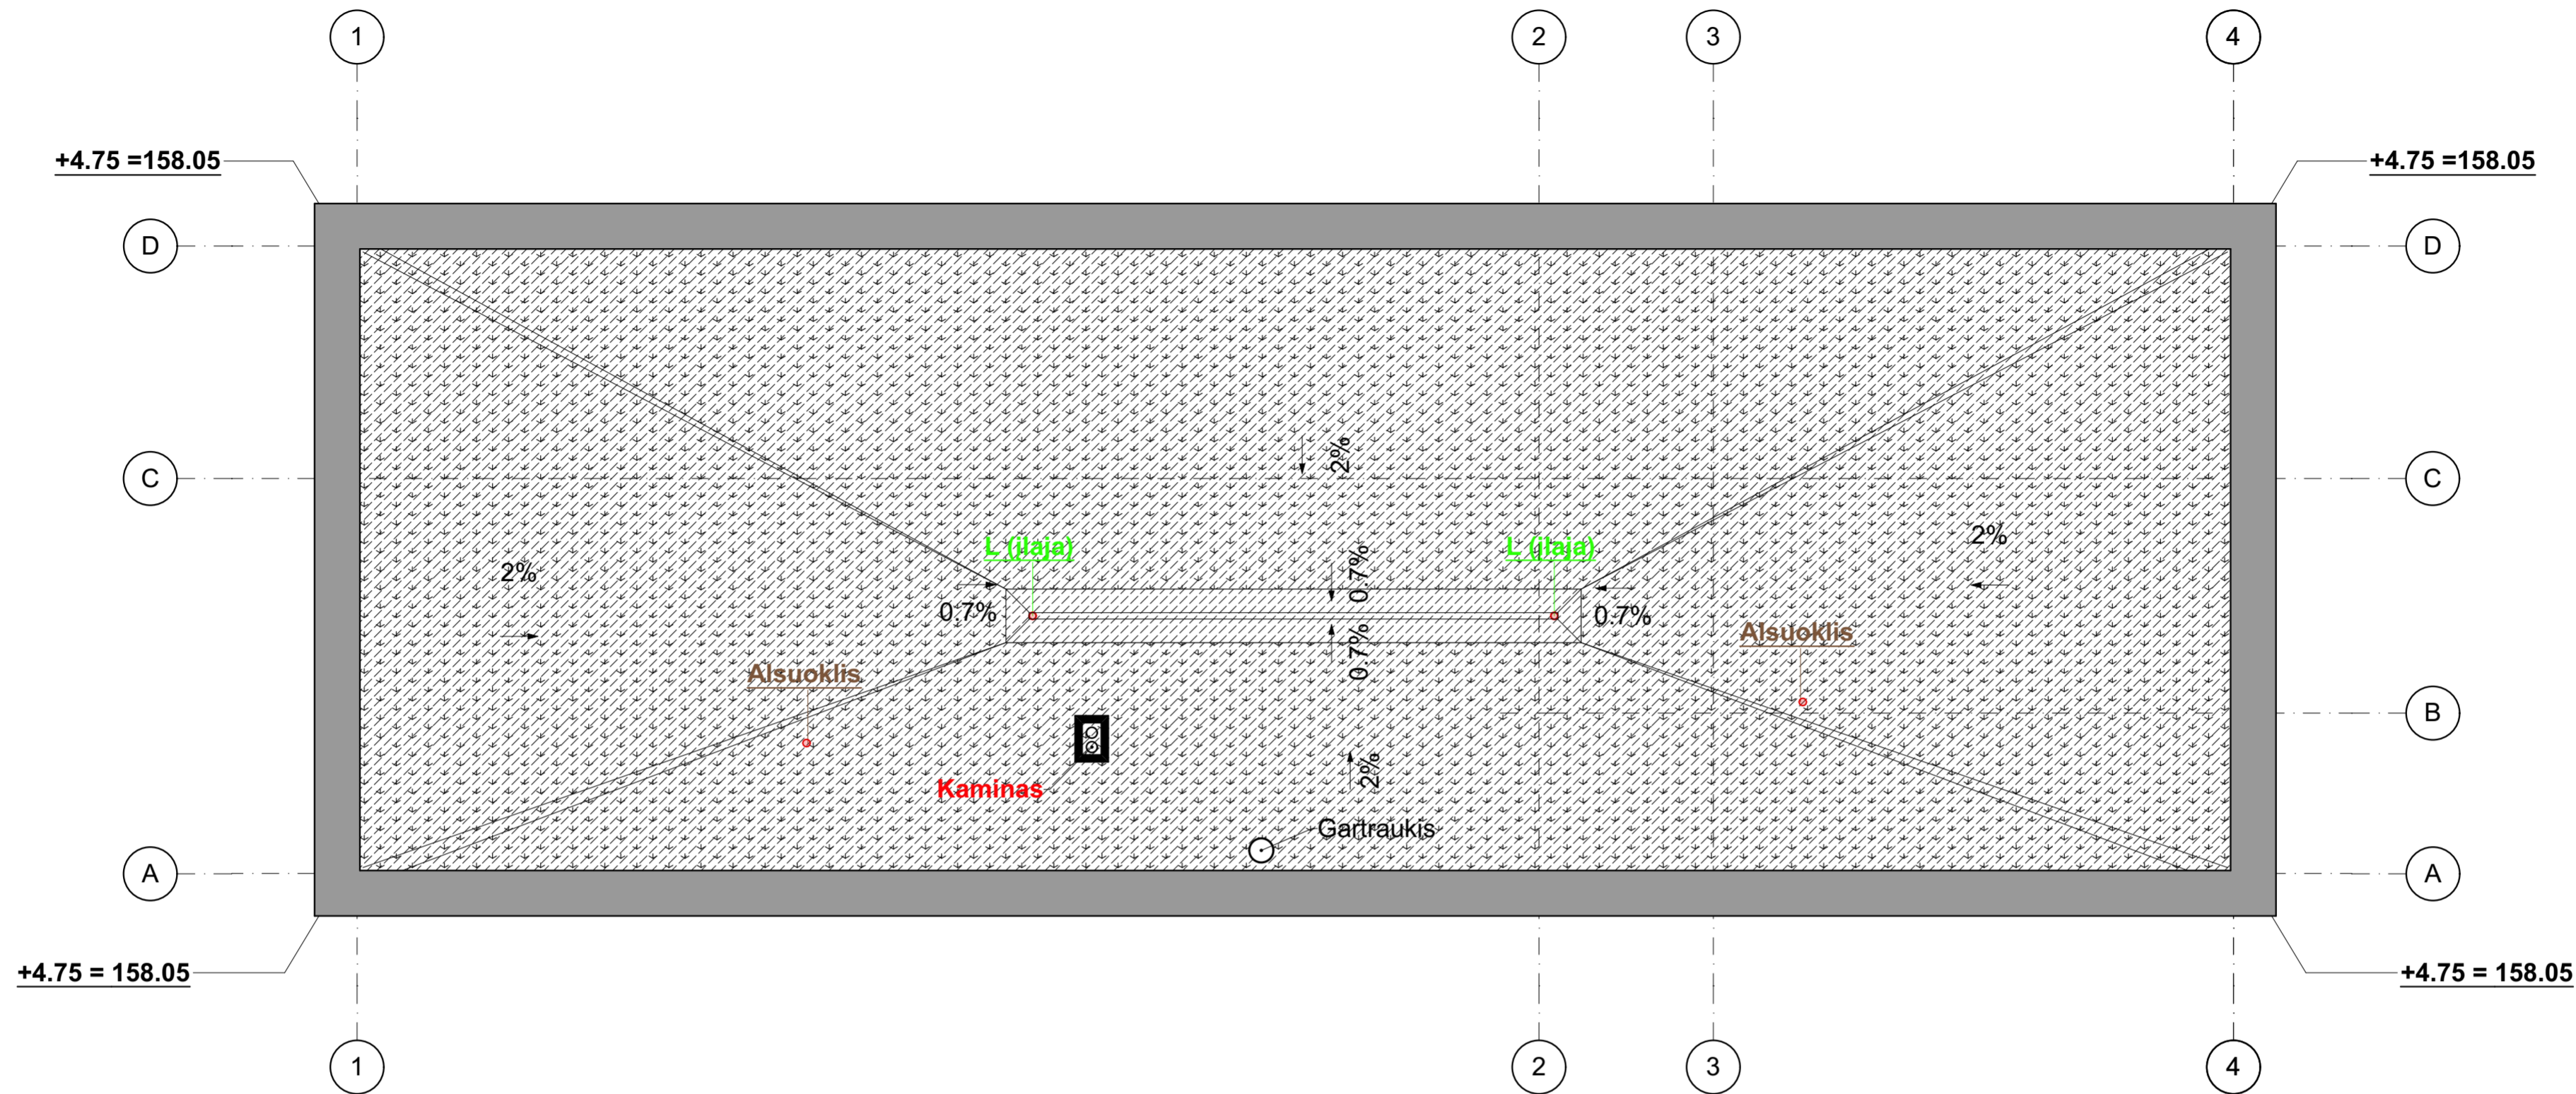 1 2 3 4
+4.75 =158.05 +4.75 =158.05
D D
C C
2%
2%
L (įlaja) L (įlaja)
2%
0.7%
0.7% 0.7%
Alsuoklis
0.7%
Alsuoklis
B
2%
Kaminas
Gartraukis
A A
+4.75 = 158.05 +4.75 = 158.05
1 2 3 4